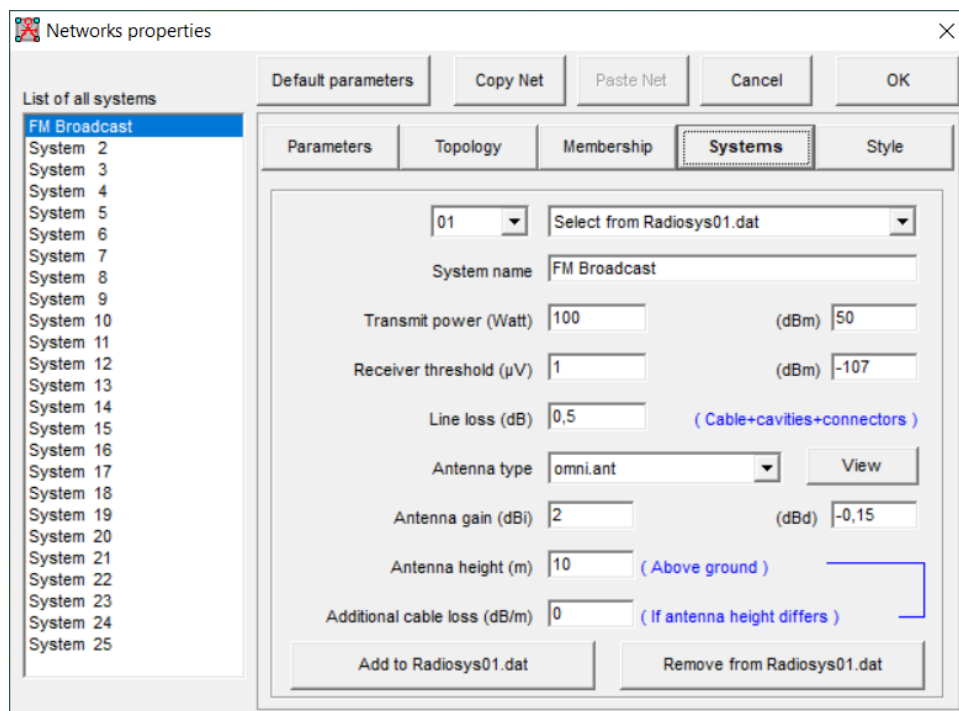 Networks properties
Default parameters Copy Net Paste Net Cancel OK
List of all systems
FM Broadcast
System 2
System 3
System 4
System 5
System 6
System 7
System 8
System 9
System 10
System 11
System 12
System 13
System 14
System 15
System 16
System 17
System 18
System 19
System 20
System 21
System 22
System 23
System 24
System 25
Parameters Topology Membership Systems Style
01 Select from Radiosys01.dat
System name FM Broadcast
Transmit power (Watt) 100 (dBm) 50
Receiver threshold (µV) 1 (dBm) -107
Line loss (dB) 0,5 ( Cable+cavities+connectors )
Antenna type omni.ant View
Antenna gain (dBi) 2 (dBd) -0,15
Antenna height (m) 10 ( Above ground )
Additional cable loss (dB/m) 0 ( If antenna height differs )
Add to Radiosys01.dat Remove from Radiosys01.dat